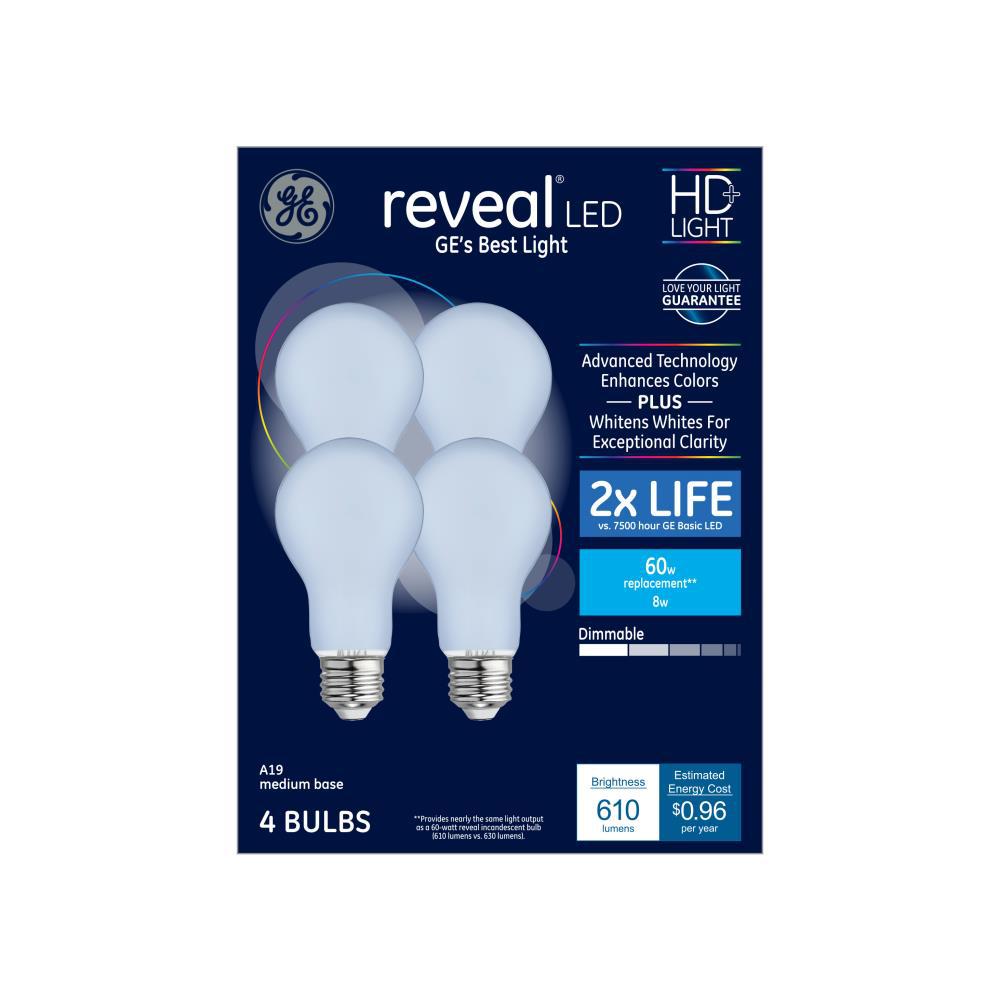 GE
reveal® LED
GE's Best Light
HD+
LIGHT
LOVE YOUR LIGHT
GUARANTEE
Advanced Technology
Enhances Colors
PLUS
Whitens Whites For
Exceptional Clarity
2x LIFE
vs. 7500 hour GE Basic LED
60w
replacement**
8w
Dimmable
A19
medium base
4 BULBS
**Provides nearly the same light output
as a 60-watt reveal incandescent bulb
(610 lumens vs. 630 lumens).
Brightness
610
lumens
Estimated
Energy Cost
$0.96
per year